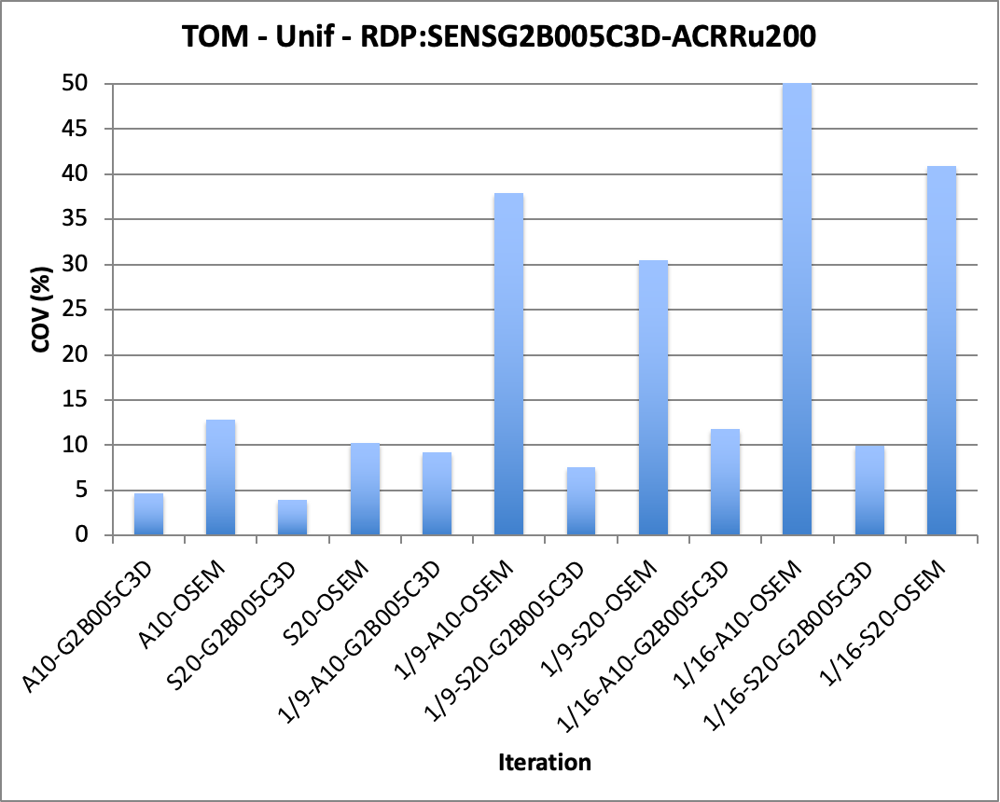 TOM - Unif - RDP:SENSG2B005C3D-ACRRu200
50
45
40
35
30
25
20
15
10
5
0
COV (%)
A10-G2B005C3D
A10-OSEM
S20-G2B005C3D
S20-OSEM
1/9-A10-G2B005C3D
1/9-A10-OSEM
1/9-S20-G2B005C3D
1/9-S20-OSEM
1/16-A10-G2B005C3D
1/16-A10-OSEM
1/16-S20-G2B005C3D
1/16-S20-OSEM
Iteration